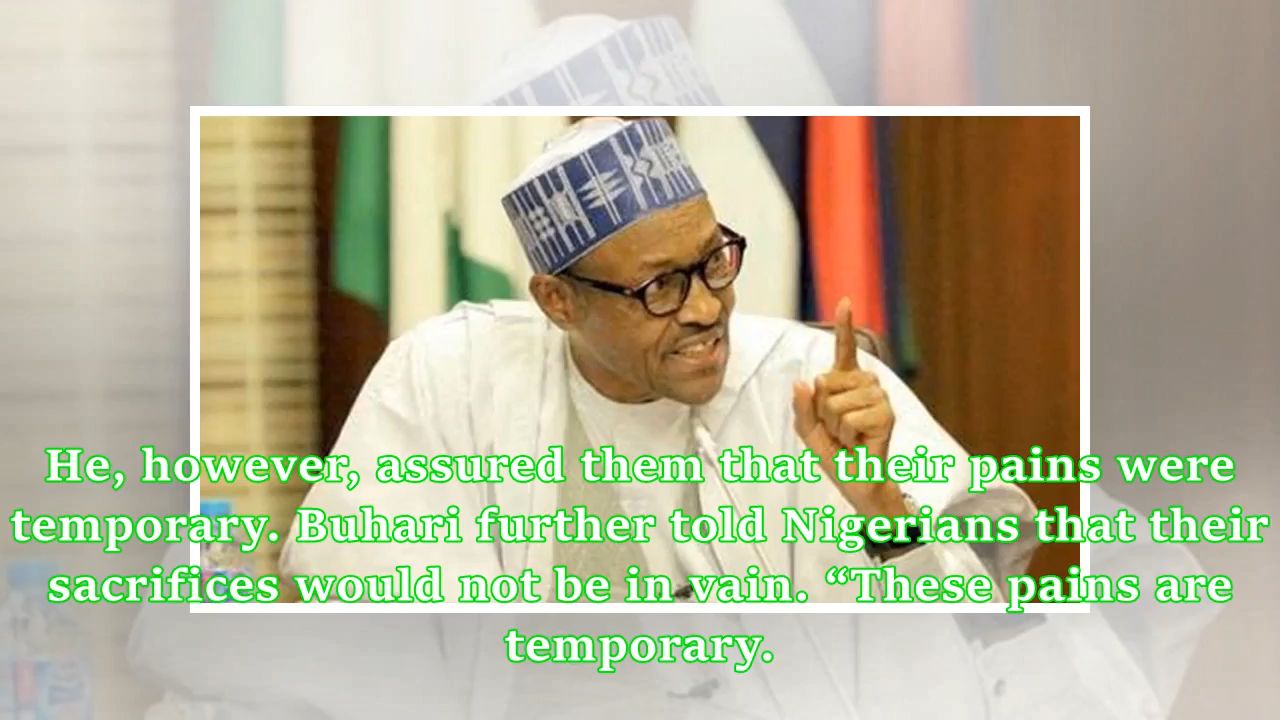 He, however, assured them that their pains were
temporary. Buhari further told Nigerians that their
sacrifices would not be in vain. “These pains are
temporary.